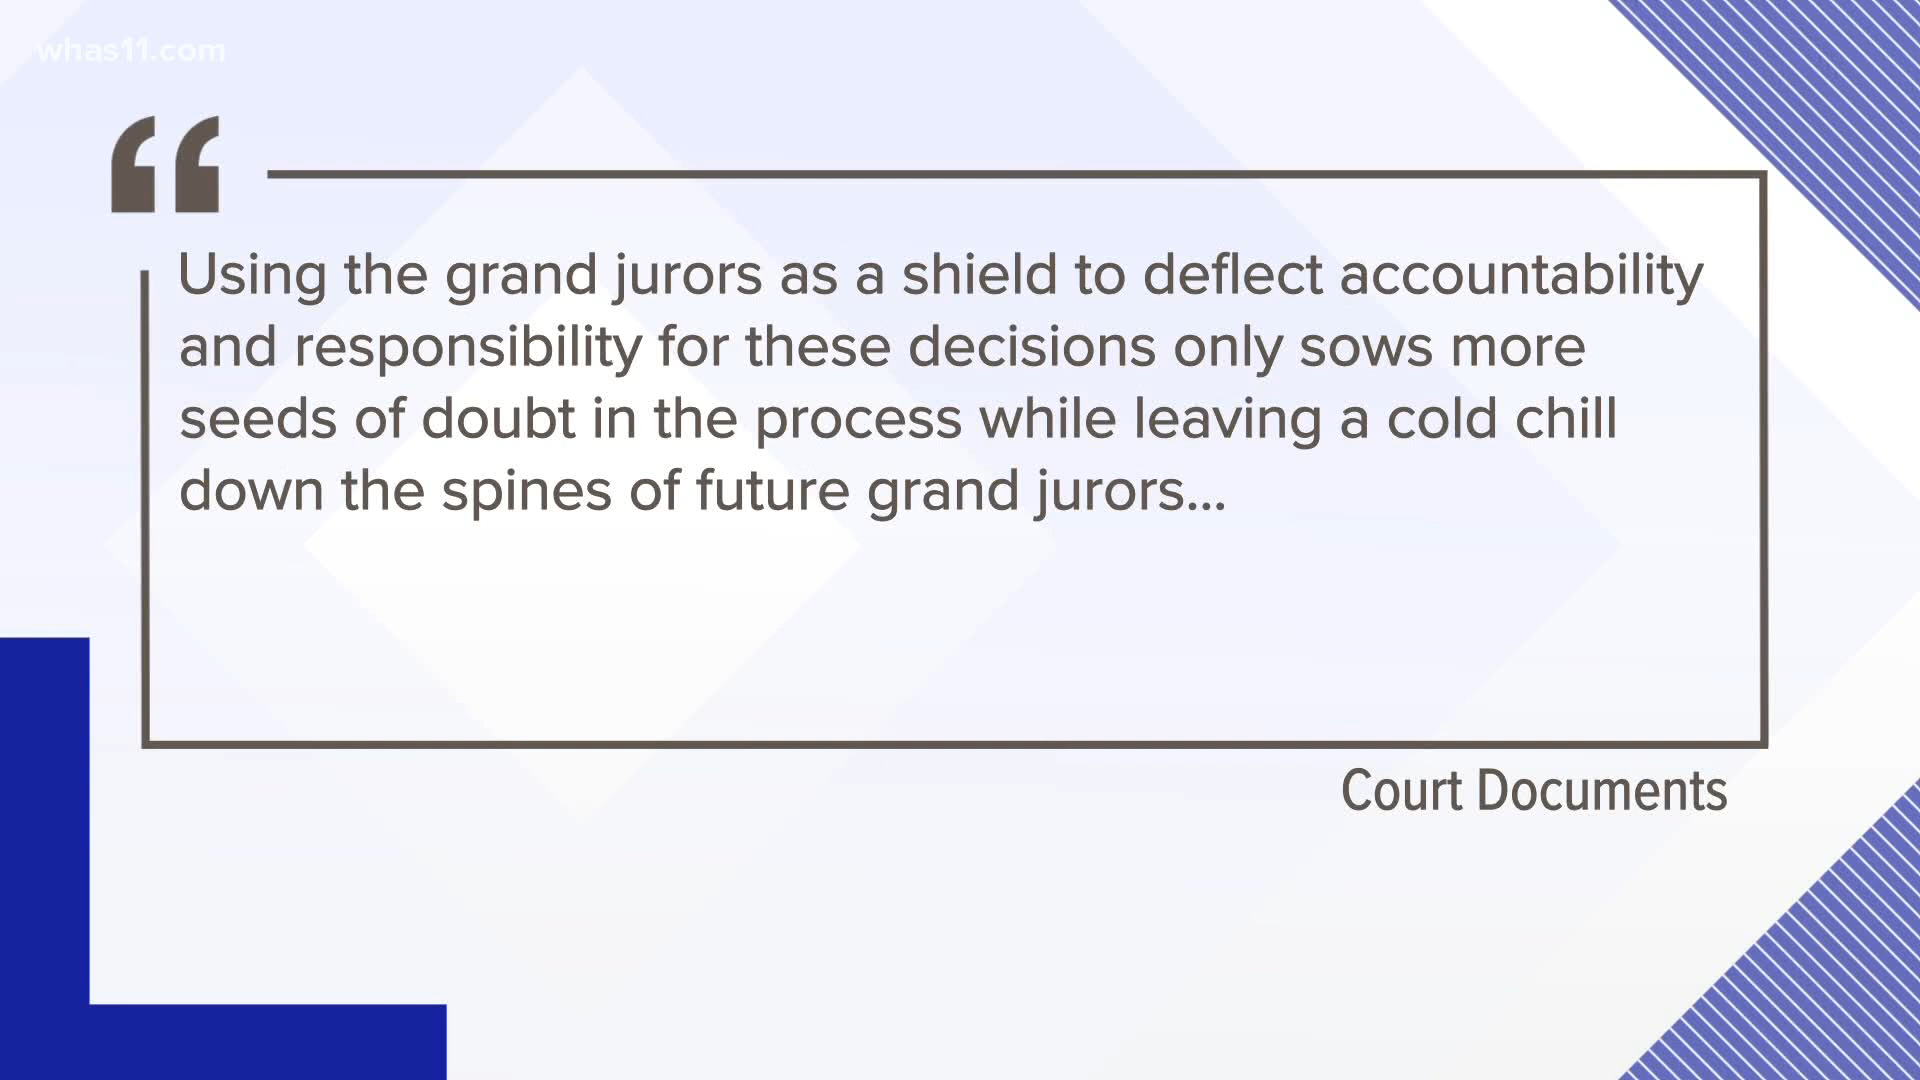 whas11.com
“
Using the grand jurors as a shield to deflect accountability
and responsibility for these decisions only sows more
seeds of doubt in the process while leaving a cold chill
down the spines of future grand jurors...
Court Documents